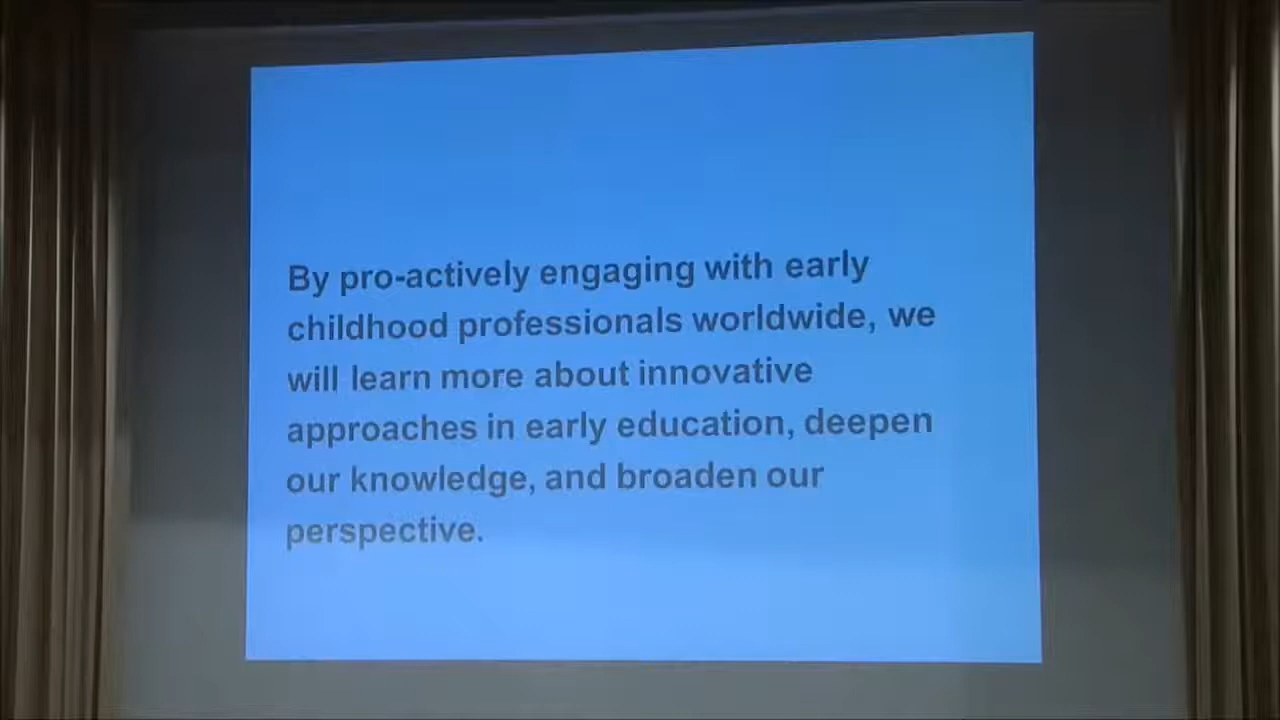 By pro-actively engaging with early
childhood professionals worldwide, we
will learn more about innovative
approaches in early education, deepen
our knowledge, and broaden our
perspective.